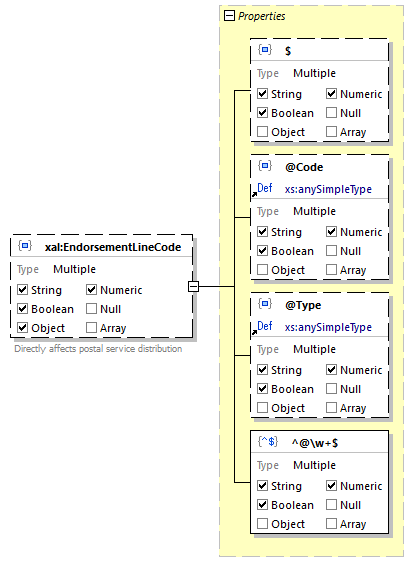 Properties
{} $
Type Multiple
String Numeric
Boolean Null
Object Array
{} @Code
Def xs:anySimpleType
Type Multiple
String Numeric
Boolean Null
Object Array
{} xal:EndorsementLineCode
Type Multiple
String Numeric
Boolean Null
Object Array
Directly affects postal service distribution
{} @Type
Def xs:anySimpleType
Type Multiple
String Numeric
Boolean Null
Object Array
{^$} ^@\w+$
Type Multiple
String Numeric
Boolean Null
Object Array